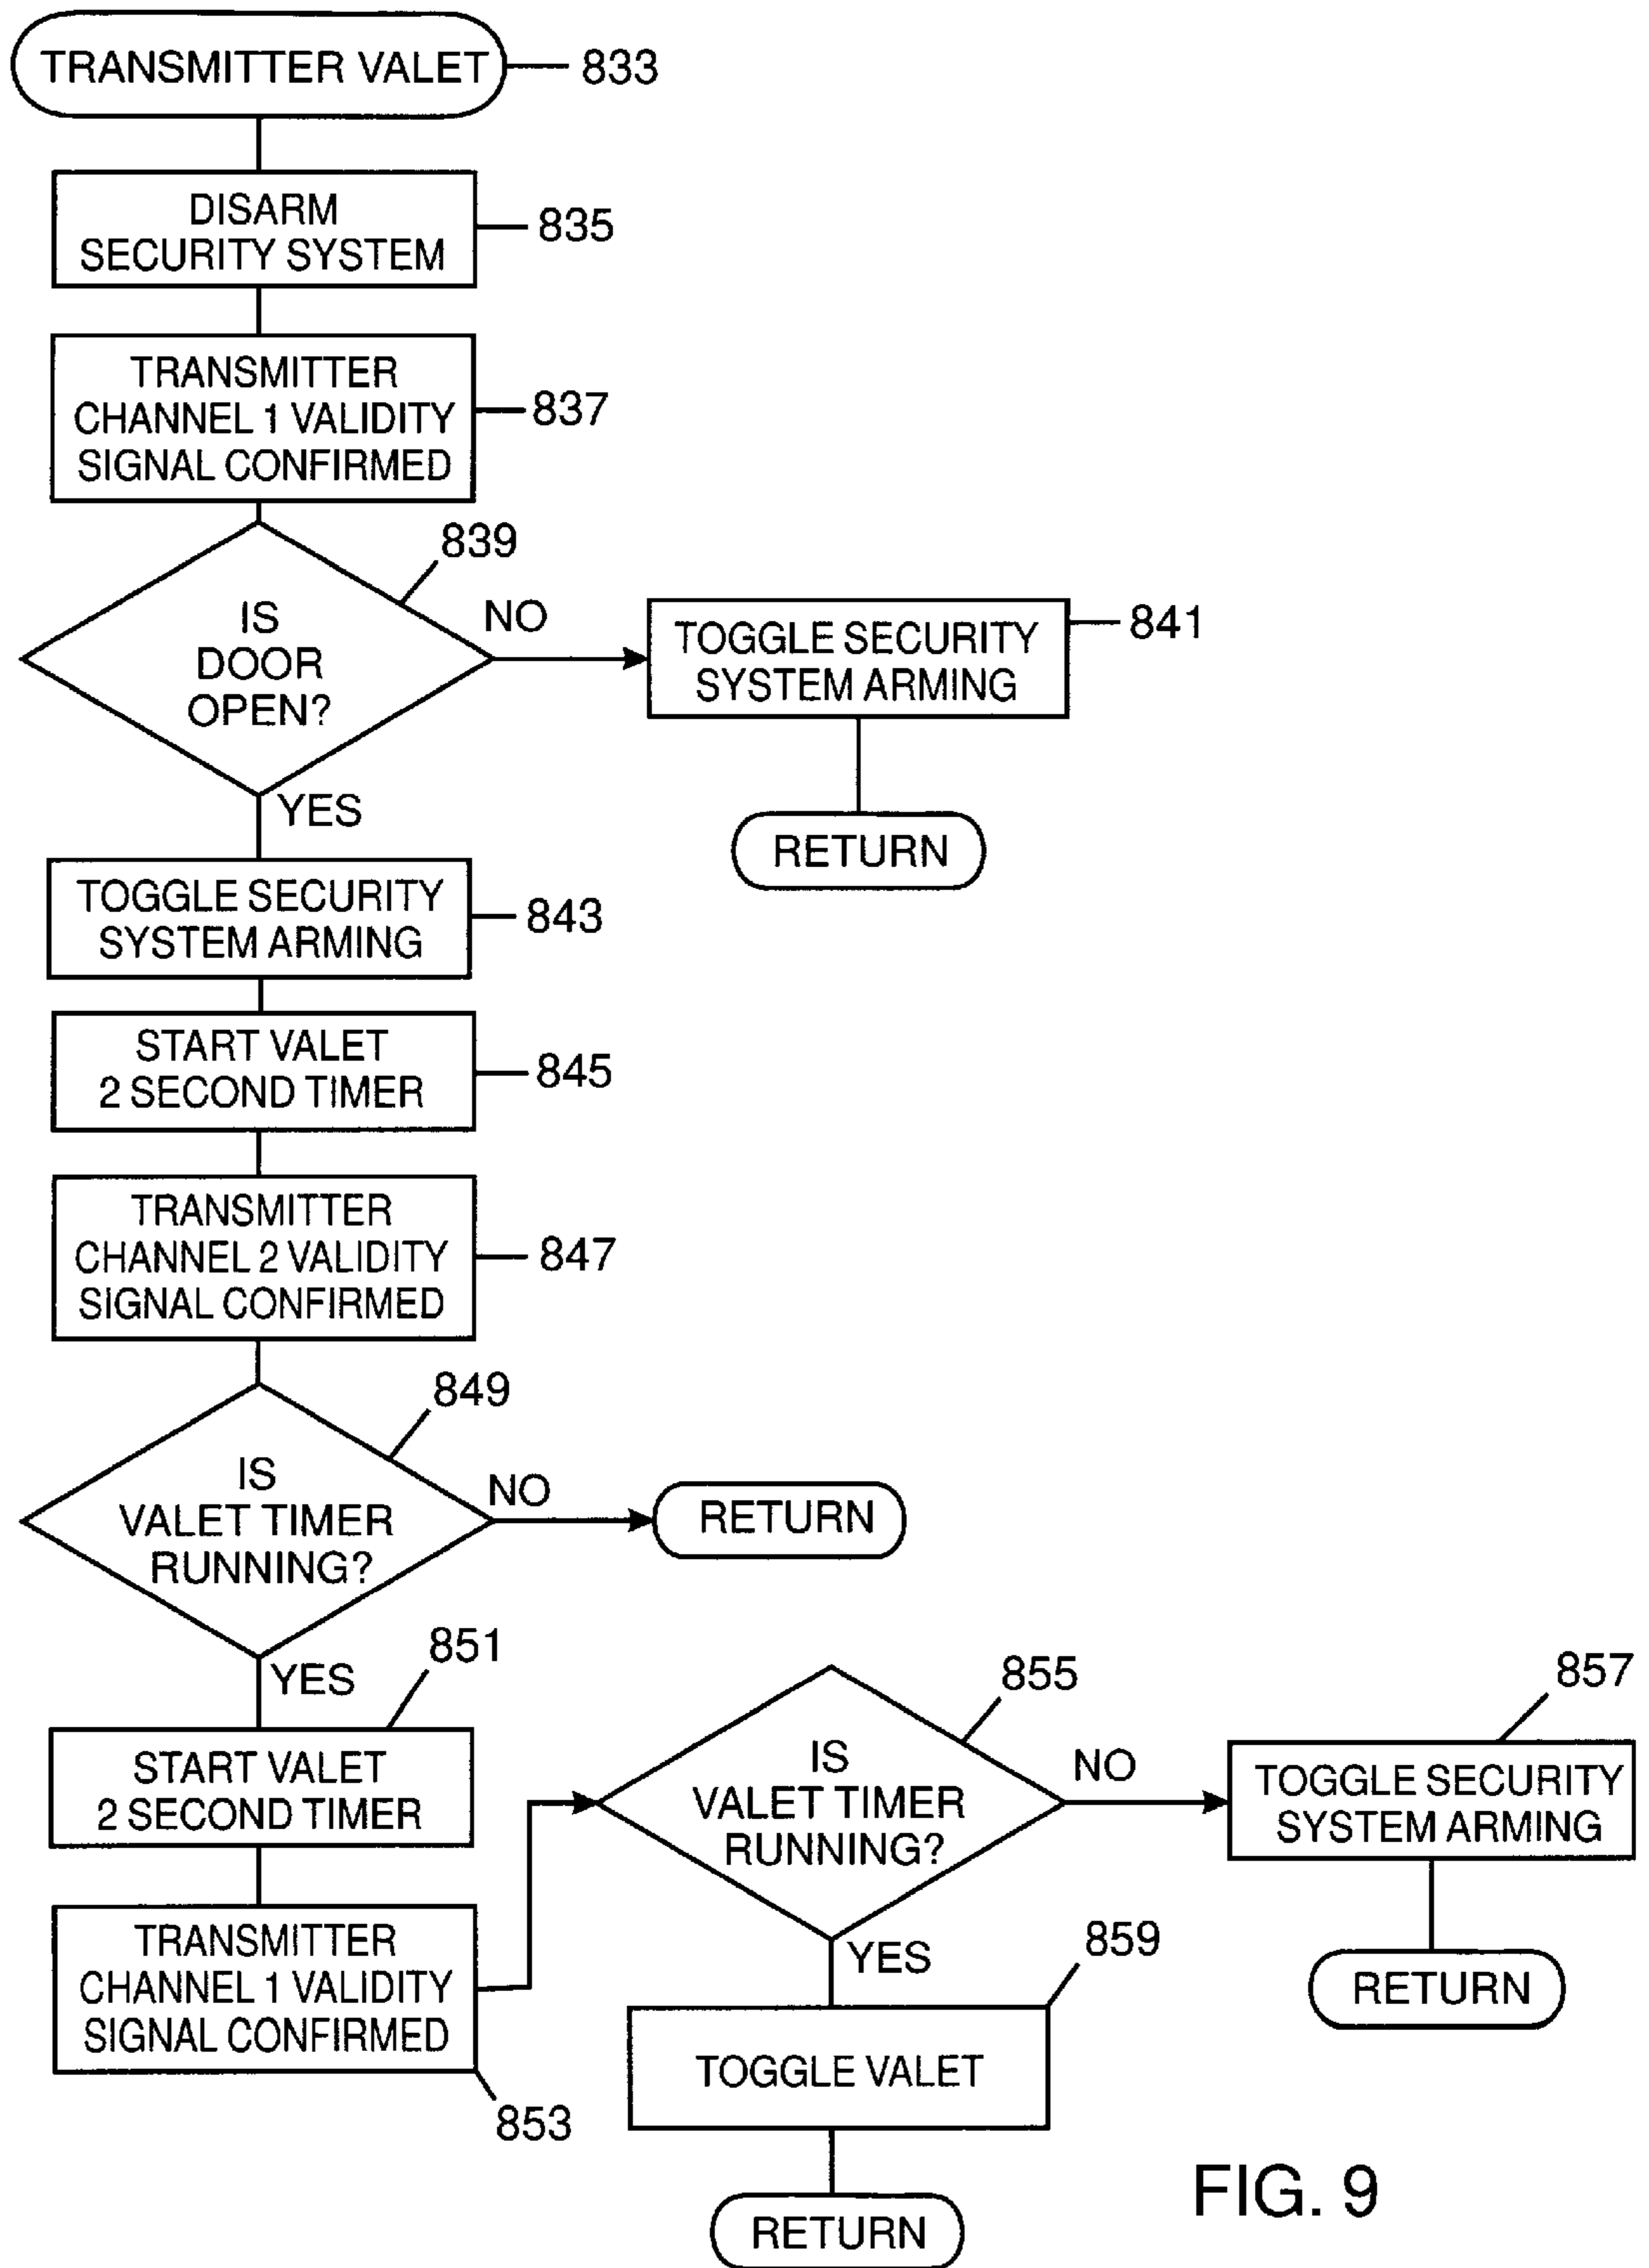 TRANSMITTER VALET
833
DISARM
SECURITY SYSTEM
835
TRANSMITTER
CHANNEL 1 VALIDITY
SIGNAL CONFIRMED
837
839
IS
DOOR
OPEN?
NO
TOGGLE SECURITY
SYSTEM ARMING
841
RETURN
YES
TOGGLE SECURITY
SYSTEM ARMING
843
START VALET
2 SECOND TIMER
845
TRANSMITTER
CHANNEL 2 VALIDITY
SIGNAL CONFIRMED
847
849
IS
VALET TIMER
RUNNING?
NO
RETURN
YES
851
START VALET
2 SECOND TIMER
TRANSMITTER
CHANNEL 1 VALIDITY
SIGNAL CONFIRMED
853
855
IS
VALET TIMER
RUNNING?
NO
857
TOGGLE SECURITY
SYSTEM ARMING
RETURN
YES
859
TOGGLE VALET
RETURN
FIG. 9